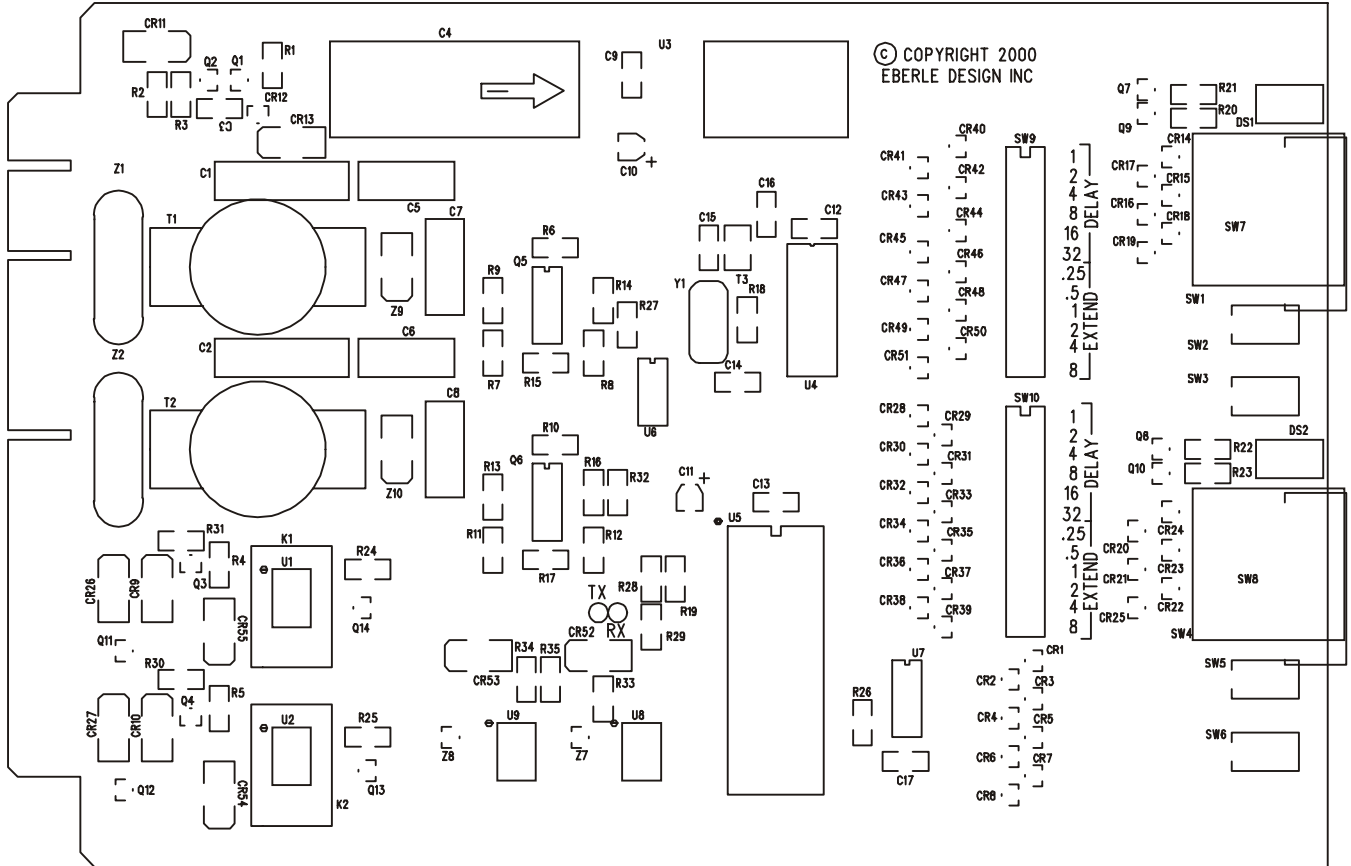 CR11
C4
U3
Q2 Q1 R1
C9
© COPYRIGHT 2000
EBERLE DESIGN INC
R2
R3
C3
CR12
CR13
Q7
R21
Q9
R20
DS1
C10 +
CR40
SW9
CR14
Z1
C1
C5
CR41
CR42
1
2
4
8
16
32
DELAY
.25
.5
1
2
4
8
EXTEND
CR17
CR15
CR16
CR18
CR19
SW7
T1
C7
C16
C15
C12
CR43
CR44
CR45
CR46
R6
Q5
R9
R14
R27
Y1
T3
R18
CR47
CR48
SW1
Z9
CR49
CR50
CR51
SW2
Z2
C2
C6
R7
R15
R8
C14
U4
SW3
T2
C8
U6
CR28
CR29
SW10
1
2
4
8
16
32
DELAY
.25
.5
1
2
4
8
EXTEND
R10
CR30
CR31
Q8
R22
DS2
Q10
R23
Q6
R13
R16
R32
C11 +
C13
Z10
CR32
CR33
U5
CR34
CR35
CR24
R31
K1
R11
R12
CR20
R24
U1
R4
Q3
R17
R28
CR36
CR37
CR21
CR23
SW8
CR26
CR9
TX
R19
CR38
CR39
CR22
CR25
CR55
Q14
RX
R29
SW4
Q11
R30
CR52
R34
R35
CR53
R33
U7
CR1
CR2
CR3
SW5
Q4
R5
R26
CR27
CR10
U2
R25
U9
U8
CR4
CR5
SW6
Z8
Z7
CR6
CR7
Q12
CR54
Q13
K2
C17
CR8